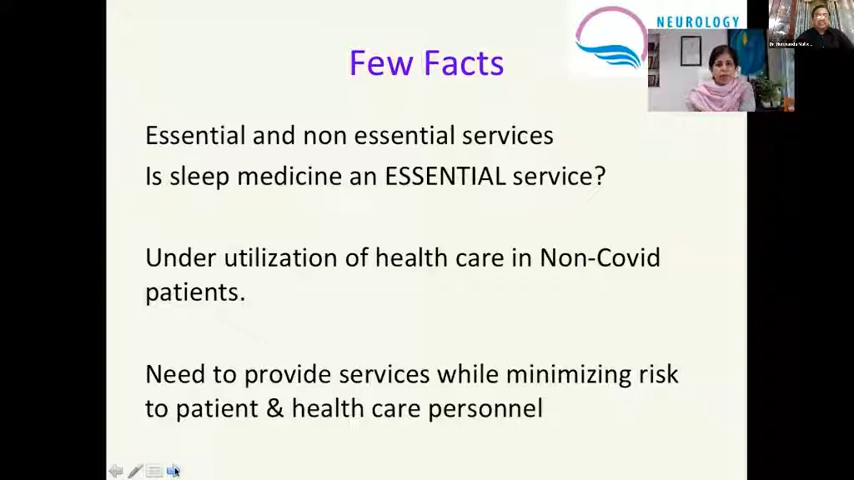 NEUROLOGY
Few Facts
Essential and non essential services
Is sleep medicine an ESSENTIAL service?
Under utilization of health care in Non-Covid
patients.
Need to provide services while minimizing risk
to patient & health care personnel